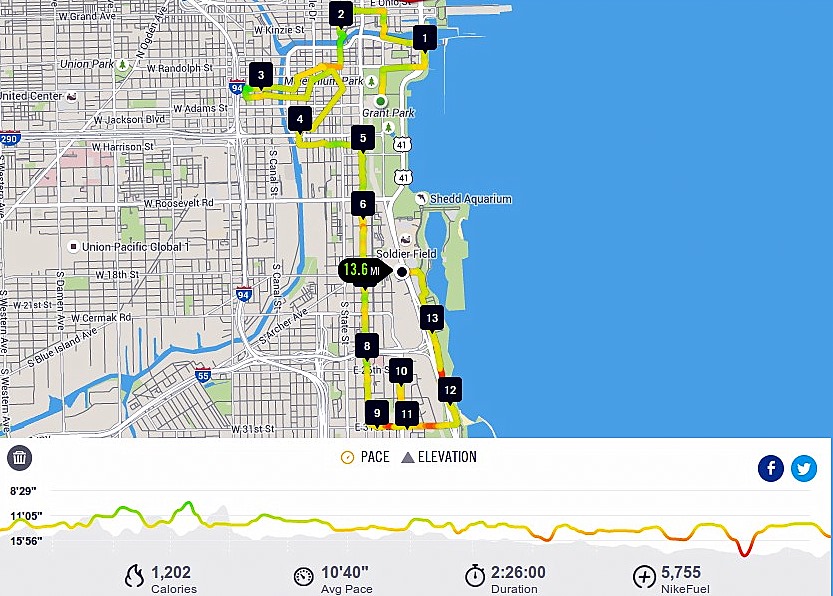 E Ohio St
W Grand Ave
N Ogden Ave
2
W Kinzie St
1
Union Park
W Randolph St
3
Millennium Park
94
United Center
W Adams St
Grant Park
W Jackson Blvd
4
290
W Harrison St
5
41
S Canal St
41
W Roosevelt Rd
6
Shedd Aquarium
Union Pacific Global 1
Soldier Field
13.6 MI
W 18th St
S Western Ave
S Damen Ave
S Canal St
94
W 21st St
W Cermak Rd
S Archer Ave
S State St
13
S Blue Island Ave
8
55
10
12
9
11
W 31st St
S Western Ave
PACE
ELEVATION
8'29"
11'05"
15'56"
1,202
Calories
10'40"
Avg Pace
2:26:00
Duration
5,755
NikeFuel